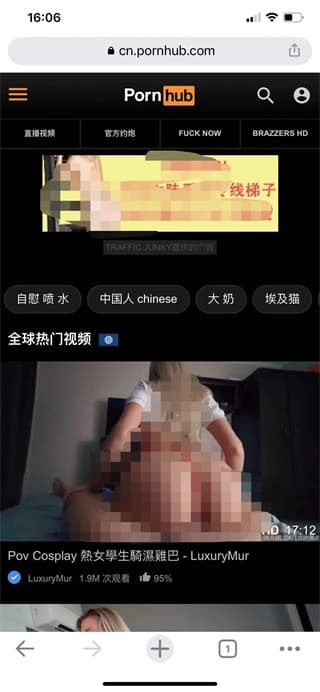 16:06
cn.pornhub.com
Pornhub
直播视频
官方约炮
FUCK NOW
BRAZZERS HD
线梯子
TRAFFIC JUNKY提供的广告
自慰 喷 水
中国人 chinese
大 奶
埃及猫
全球热门视频
HD 17:12
Pov Cosplay 熱女學生騎濕雞巴 - LuxuryMur
LuxuryMur 1.9M 次观看 95%
1